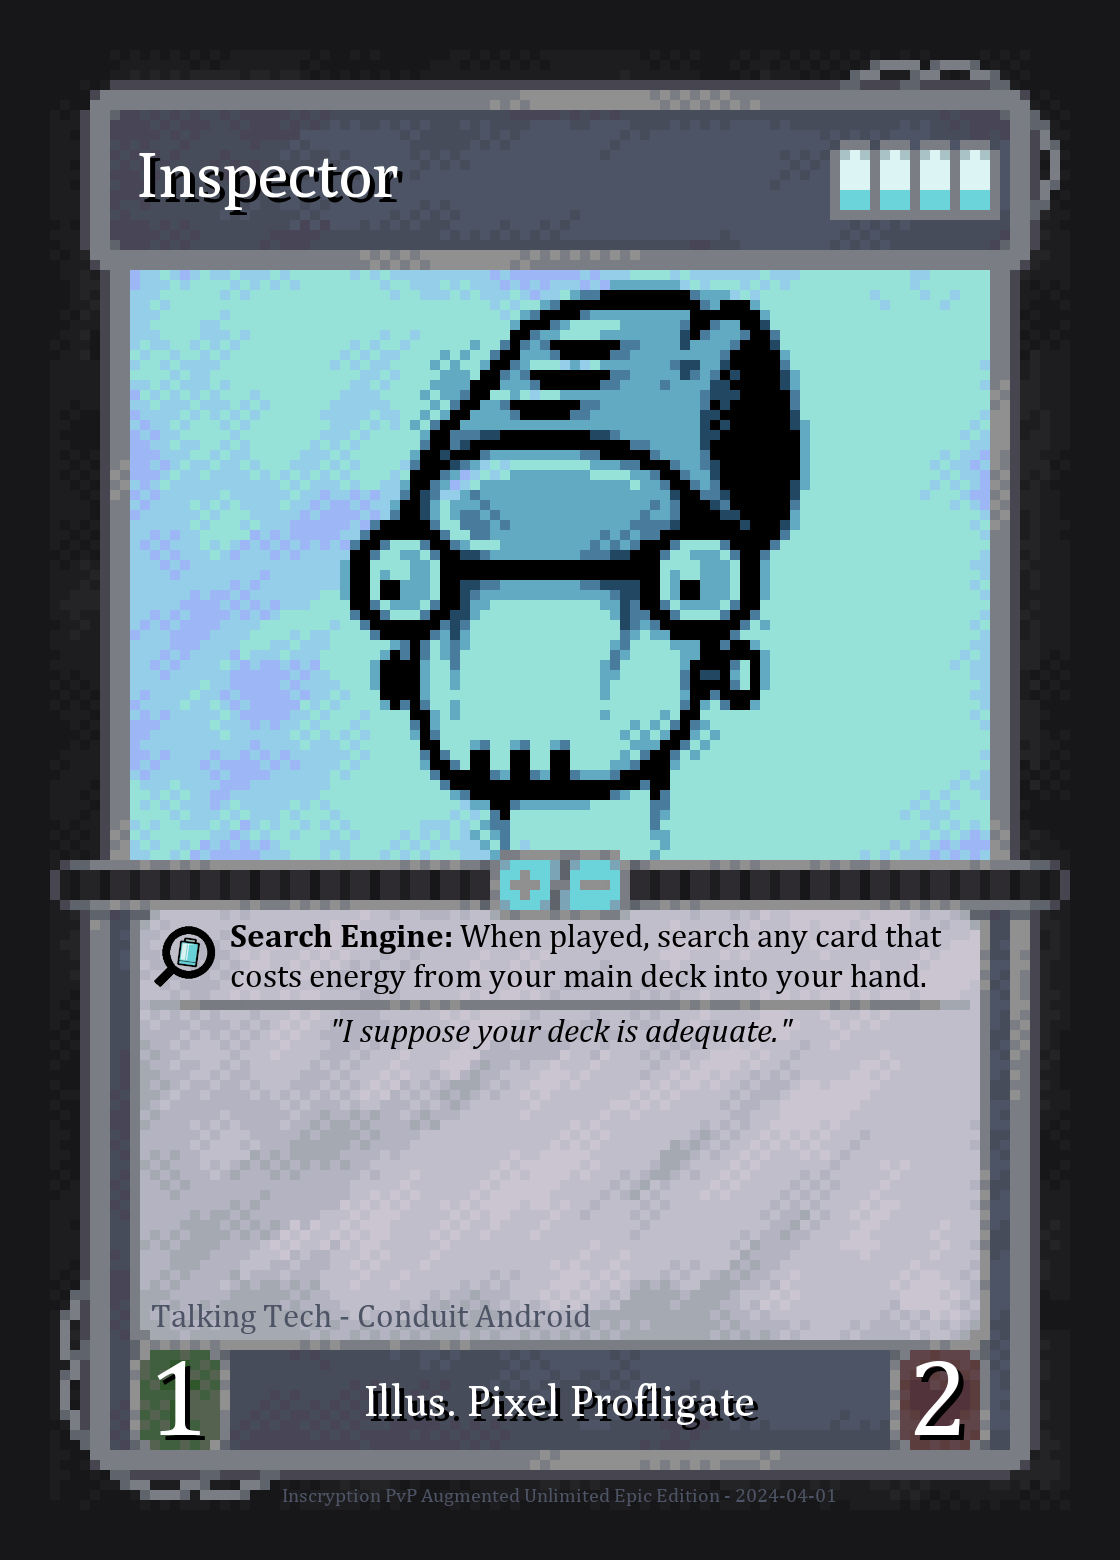 Inspector
Search Engine: When played, search any card that
costs energy from your main deck into your hand.
"I suppose your deck is adequate."
Talking Tech - Conduit Android
1
Illus. Pixel Profligate
2
Inscryption PvP Augmented Unlimited Epic Edition - 2024-04-01